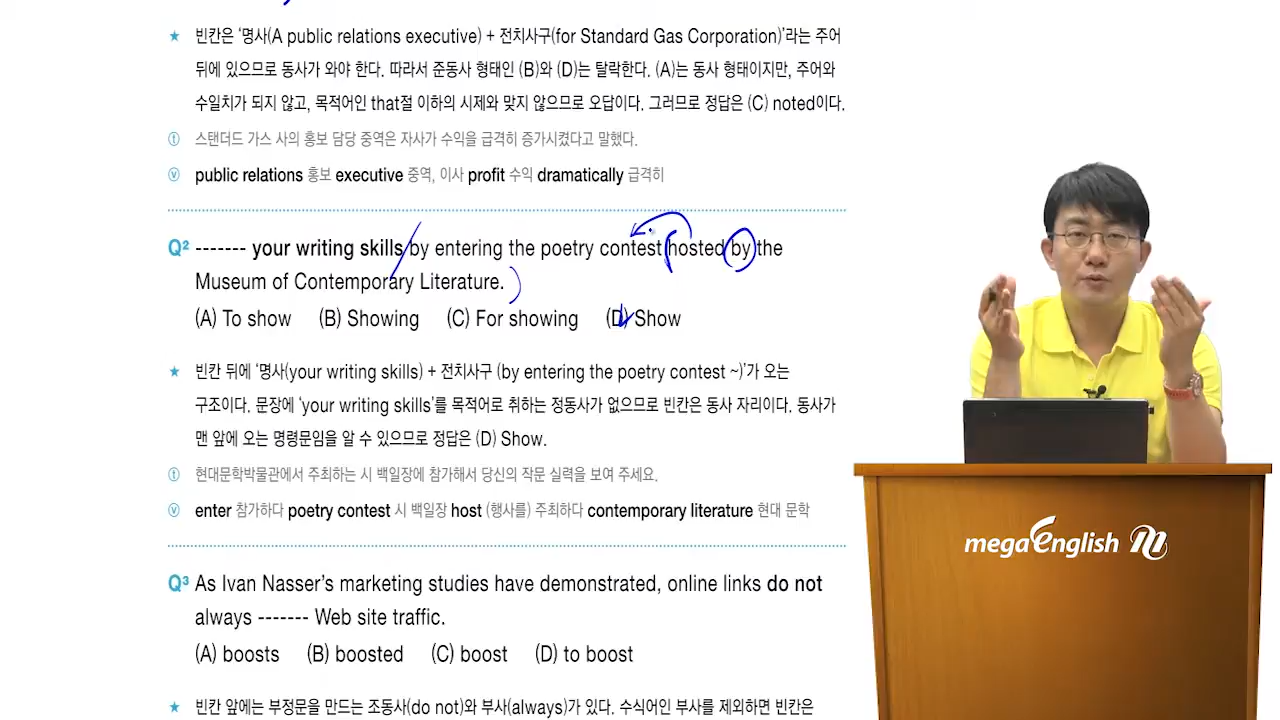 ★ 빈칸은 ‘명사(A public relations executive) + 전치사구(for Standard Gas Corporation)’라는 주어
뒤에 있으므로 동사가 와야 한다. 따라서 준동사 형태인 (B)와 (D)는 탈락한다. (A)는 동사 형태이지만, 주어와
수일치가 되지 않고, 목적어인 that절 이하의 시제와 맞지 않으므로 오답이다. 그러므로 정답은 (C) noted이다.
ⓣ 스탠더드 가스 사의 홍보 담당 중역은 자사가 수익을 급격히 증가시켰다고 말했다.
ⓥ public relations 홍보 executive 중역, 이사 profit 수익 dramatically 급격히
Q2 ------- your writing skills by entering the poetry contest hosted by the
Museum of Contemporary Literature.
(A) To show (B) Showing (C) For showing (D) Show
★ 빈칸 뒤에 ‘명사(your writing skills) + 전치사구 (by entering the poetry contest ~)’가 오는
구조이다. 문장에 ‘your writing skills’를 목적어로 취하는 정동사가 없으므로 빈칸은 동사 자리이다. 동사가
맨 앞에 오는 명령문임을 알 수 있으므로 정답은 (D) Show.
ⓣ 현대문학박물관에서 주최하는 시 백일장에 참가해서 당신의 작문 실력을 보여 주세요.
ⓥ enter 참가하다 poetry contest 시 백일장 host (행사를) 주최하다 contemporary literature 현대 문학
megaEnglish m
Q3 As Ivan Nasser’s marketing studies have demonstrated, online links do not
always ------- Web site traffic.
(A) boosts (B) boosted (C) boost (D) to boost
★ 빈칸 앞에는 부정문을 만드는 조동사(do not)와 부사(always)가 있다. 수식어인 부사를 제외하면 빈칸은